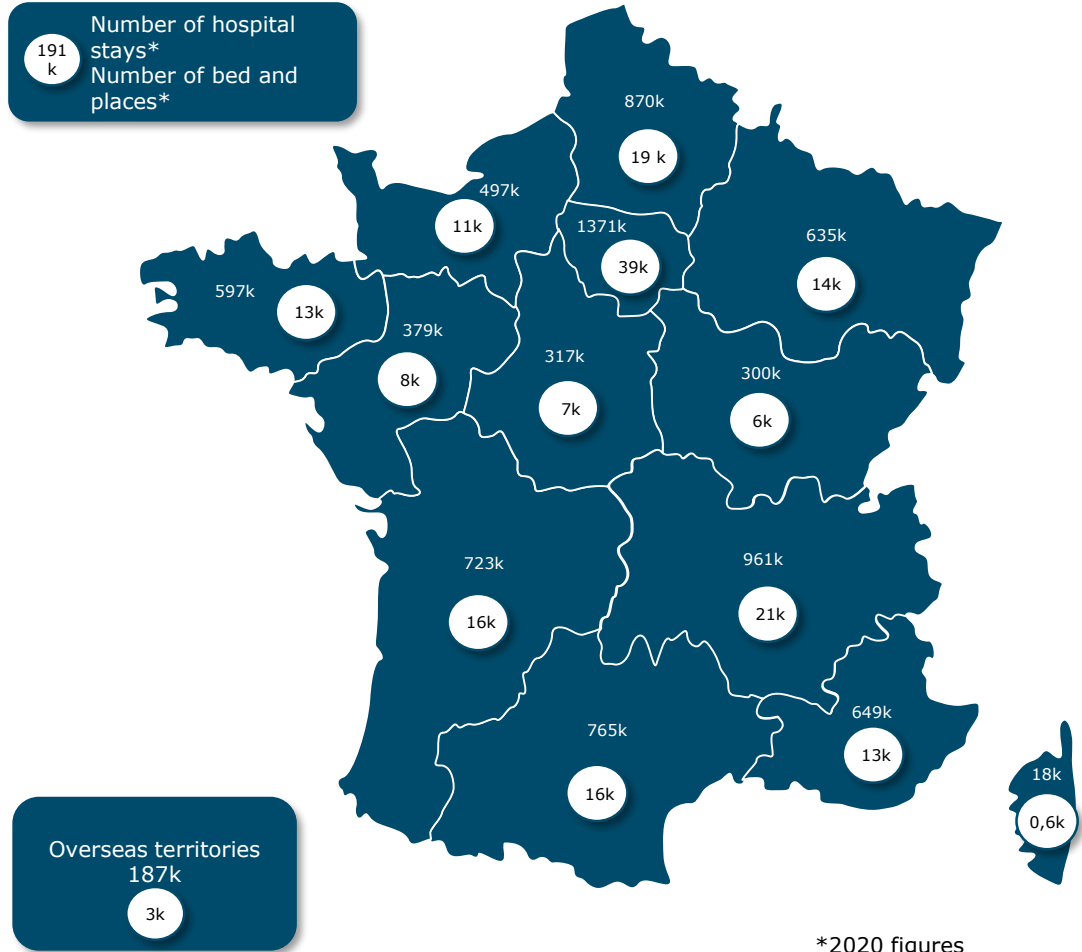 191
k
Number of hospital
stays*
Number of bed and
places*
870k
19 k
497k
11k
1371k
39k
635k
14k
597k
13k
379k
8k
317k
7k
300k
6k
723k
16k
961k
21k
765k
16k
649k
13k
18k
0,6k
Overseas territories
187k
3k
*2020 figures